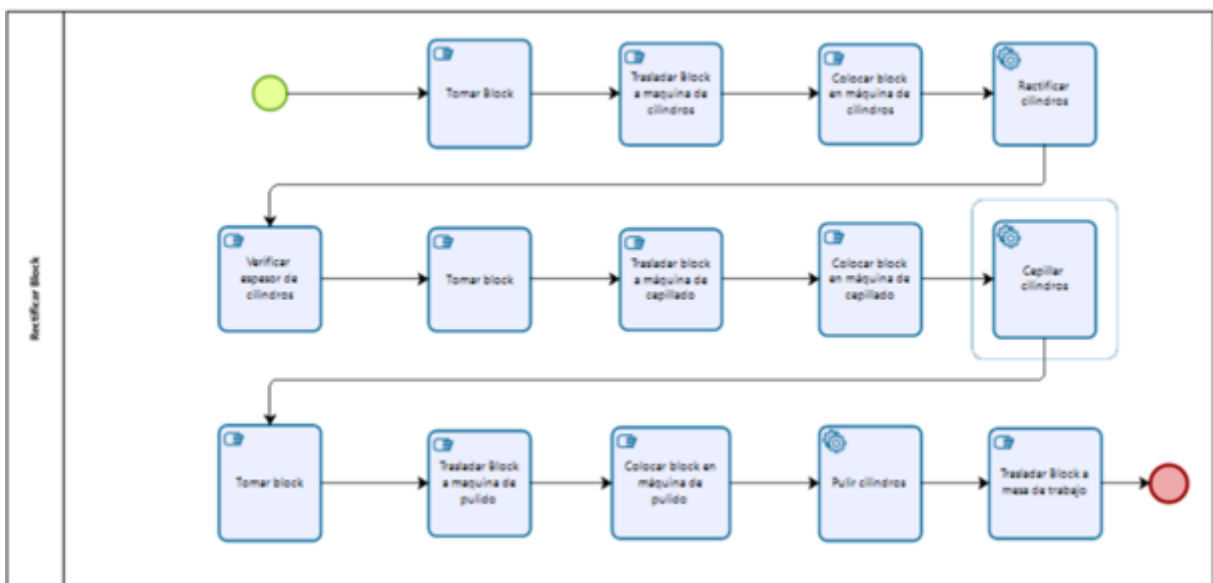 Rectificar Block
Tomar Block
Trasladar Block
a maquina de
cilindros
Colocar block
en máquina de
cilindros
Rectificar
cilindros
Verificar
espesor de
cilindros
Tomar block
Trasladar block
a máquina de
cepillado
Colocar block
en máquina de
cepillado
Cepillar
cilindros
Tomar block
Trasladar Block
a maquina de
pulido
Colocar block en
máquina de
pulido
Pulir cilindros
Trasladar Block a
mesa de trabajo